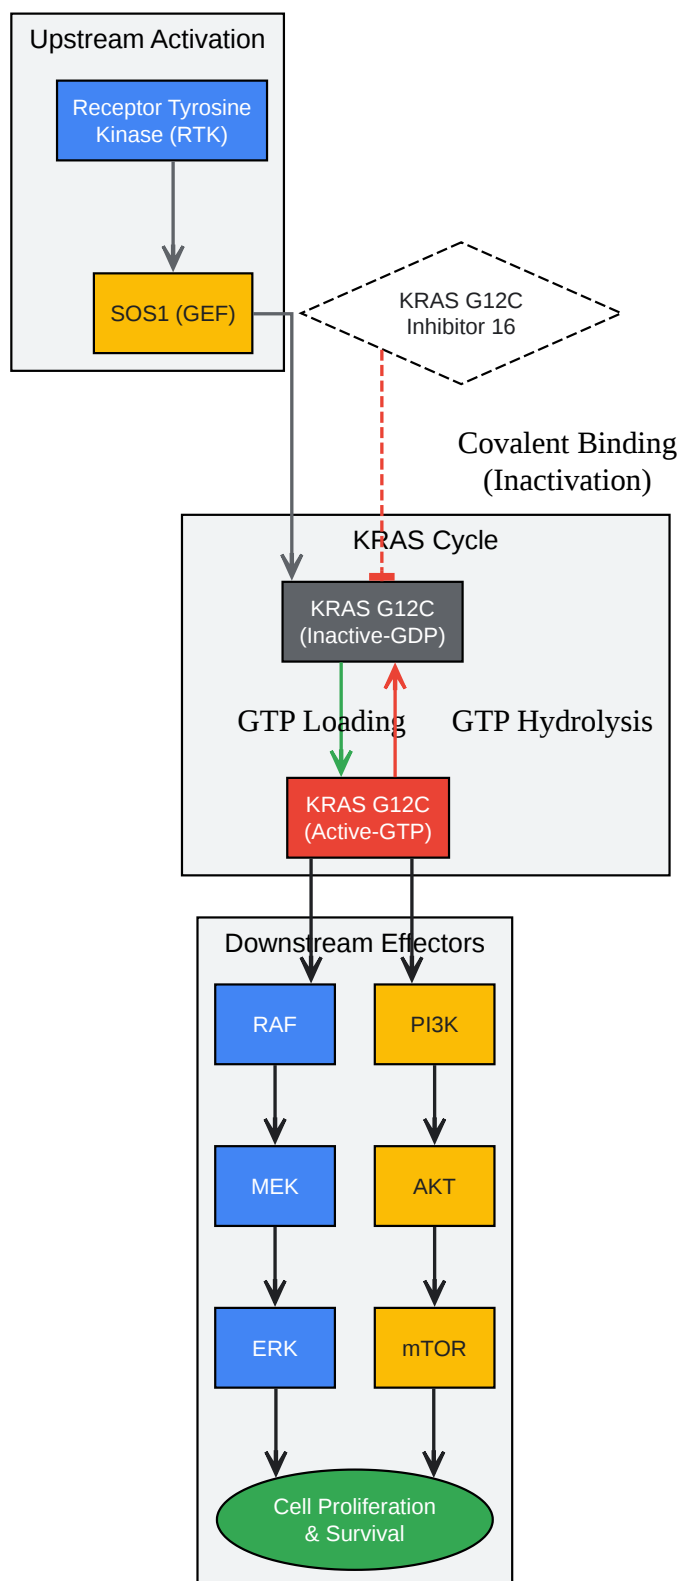 Upstream Activation
Receptor Tyrosine
Kinase (RTK)
SOS1 (GEF)
KRAS G12C
Inhibitor 16
Covalent Binding
(Inactivation)
KRAS Cycle
KRAS G12C
(Inactive-GDP)
GTP Loading
GTP Hydrolysis
KRAS G12C
(Active-GTP)
Downstream Effectors
RAF
PI3K
MEK
AKT
ERK
mTOR
Cell Proliferation
& Survival